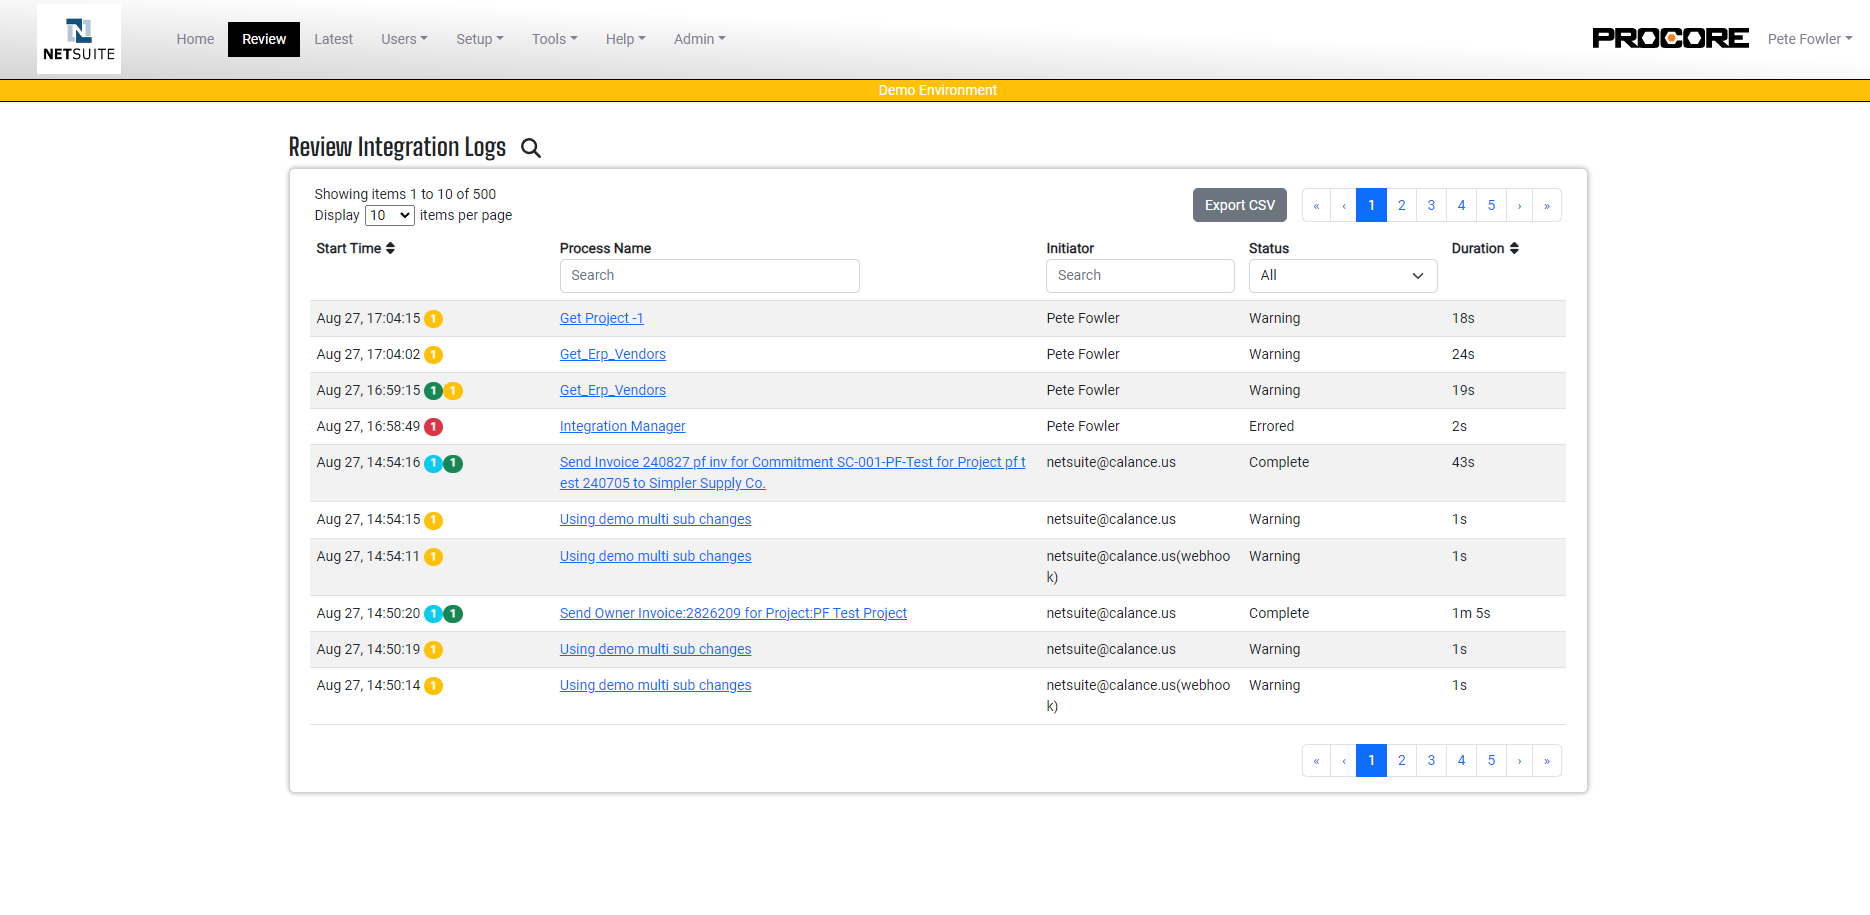 NETSUITE
Home Review Latest Users Setup Tools Help Admin
PROCORE Pete Fowler
Demo Environment
Review Integration Logs
Showing items 1 to 10 of 500
Display 10 items per page
Export CSV « ‹ 1 2 3 4 5 › »
Start Time Process Name Initiator Status Duration
Search Search All
Aug 27, 17:04:15 1 Get Project -1 Pete Fowler Warning 18s
Aug 27, 17:04:02 1 Get_Erp_Vendors Pete Fowler Warning 24s
Aug 27, 16:59:15 1 1 Get_Erp_Vendors Pete Fowler Warning 19s
Aug 27, 16:58:49 1 Integration Manager Pete Fowler Errored 2s
Aug 27, 14:54:16 1 1 Send Invoice 240827 pf inv for Commitment SC-001-PF-Test for Project pf t netsuite@calance.us Complete 43s
est 240705 to Simpler Supply Co.
Aug 27, 14:54:15 1 Using demo multi sub changes netsuite@calance.us Warning 1s
Aug 27, 14:54:11 1 Using demo multi sub changes netsuite@calance.us(webhoo Warning 1s
k)
Aug 27, 14:50:20 1 1 Send Owner Invoice:2826209 for Project:PF Test Project netsuite@calance.us Complete 1m 5s
Aug 27, 14:50:19 1 Using demo multi sub changes netsuite@calance.us Warning 1s
Aug 27, 14:50:14 1 Using demo multi sub changes netsuite@calance.us(webhoo Warning 1s
k)
« ‹ 1 2 3 4 5 › »